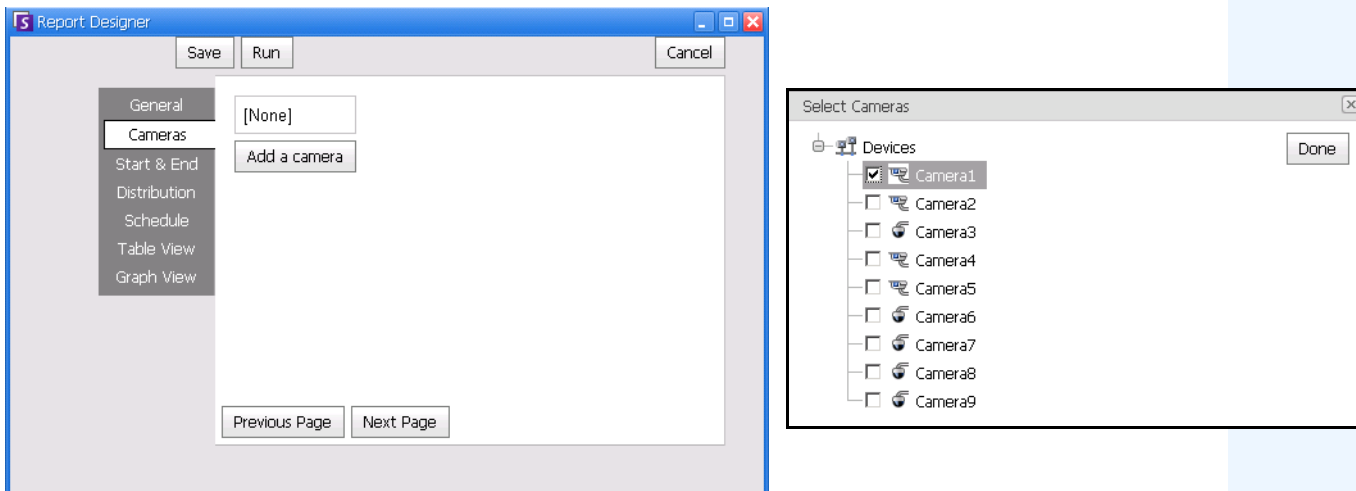 Report Designer
Save Run Cancel
General
Cameras
Start & End
Distribution
Schedule
Table View
Graph View
[None]
Add a camera
Previous Page Next Page
Select Cameras
Devices
Done
Camera1
Camera2
Camera3
Camera4
Camera5
Camera6
Camera7
Camera8
Camera9